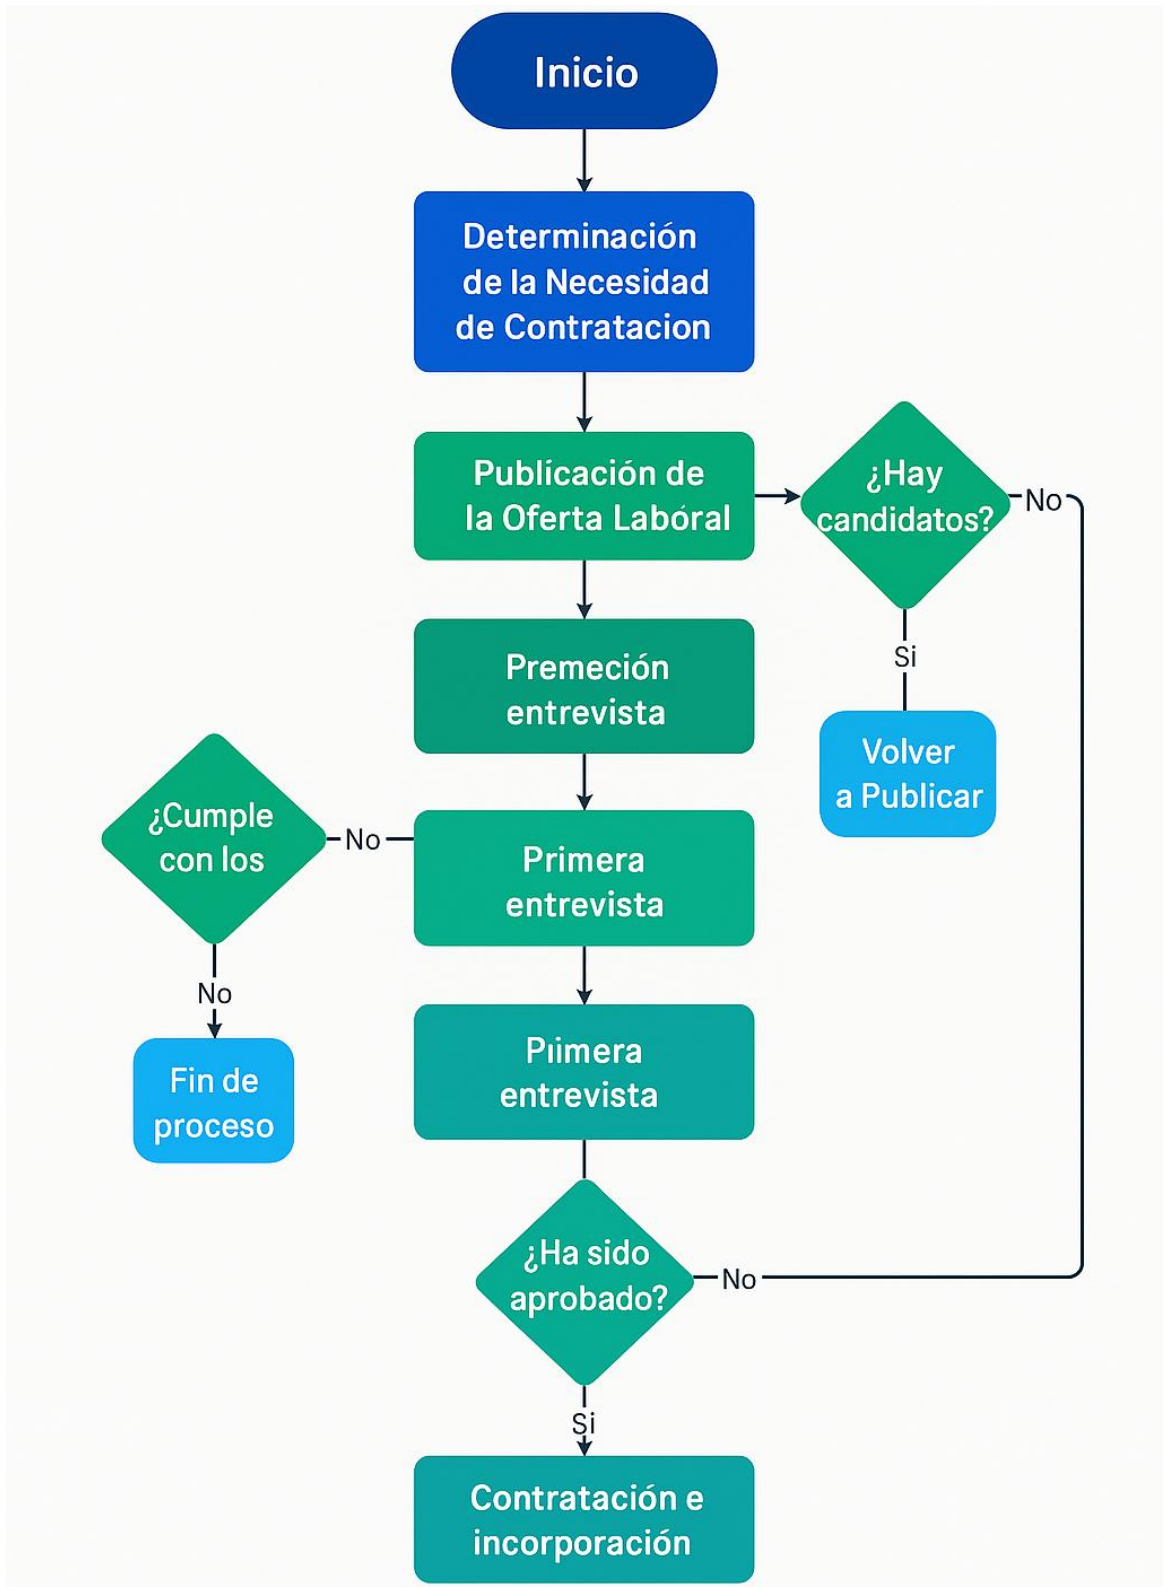 Inicio
Determinación
de la Necesidad
de Contratacion
Publicación de
la Oferta Labóral
¿Hay
candidatos?
No
Si
Volver
a Publicar
Premeción
entrevista
¿Cumple
con los
No
Primera
entrevista
No
Fin de
proceso
Piimera
entrevista
¿Ha sido
aprobado?
No
Si
Contratación e
incorporación